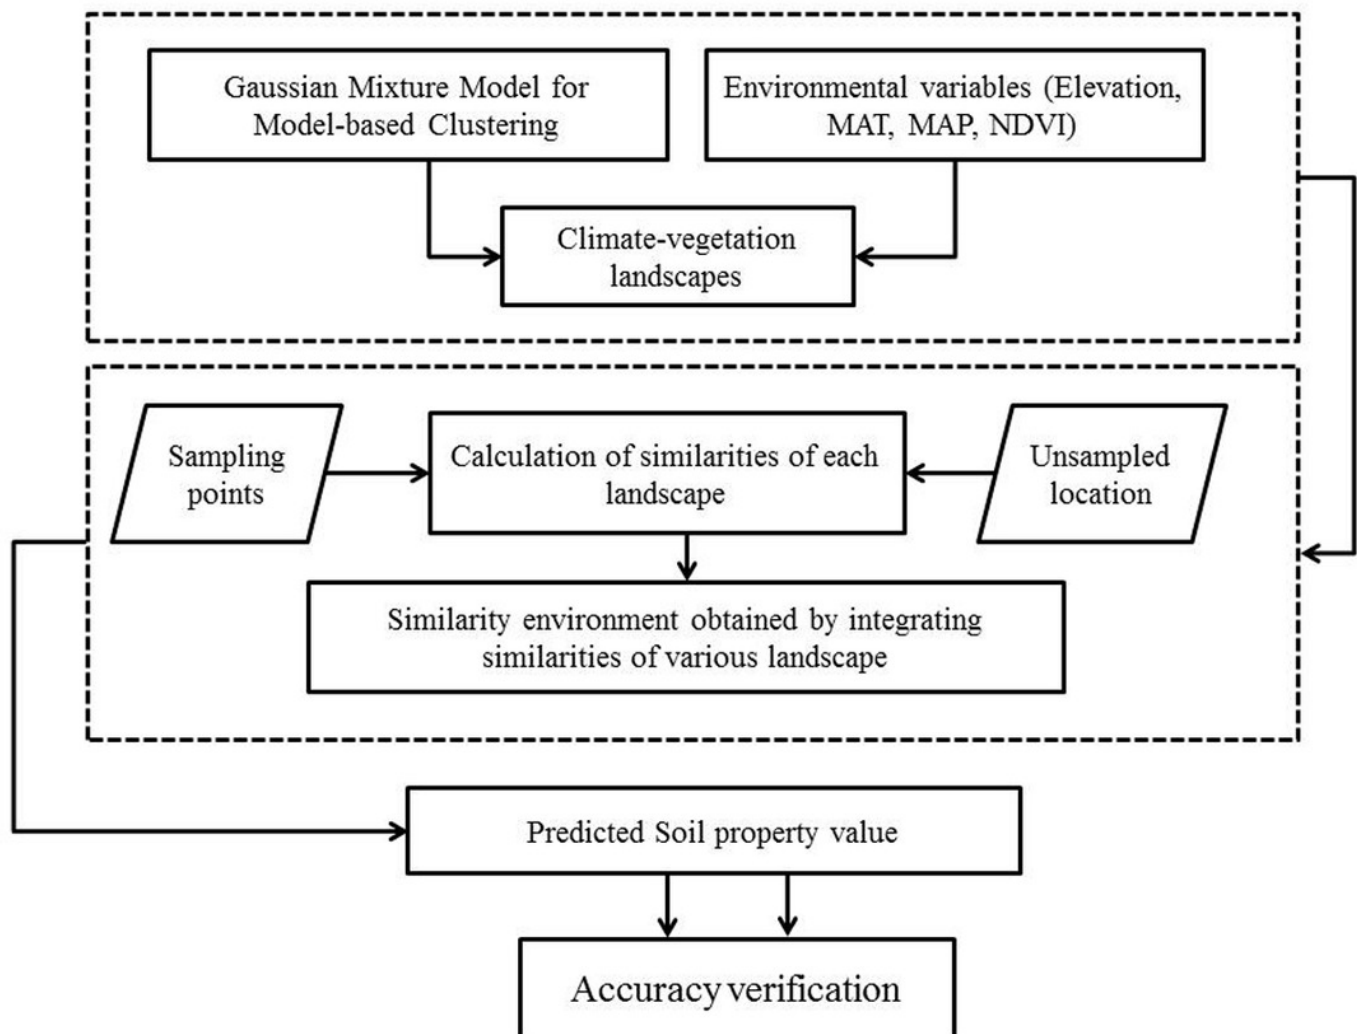 Gaussian Mixture Model for
Model-based Clustering
Environmental variables (Elevation,
MAT, MAP, NDVI)
Climate-vegetation
landscapes
Sampling
points
Calculation of similarities of each
landscape
Unsampled
location
Similarity environment obtained by integrating
similarities of various landscape
Predicted Soil property value
Accuracy verification